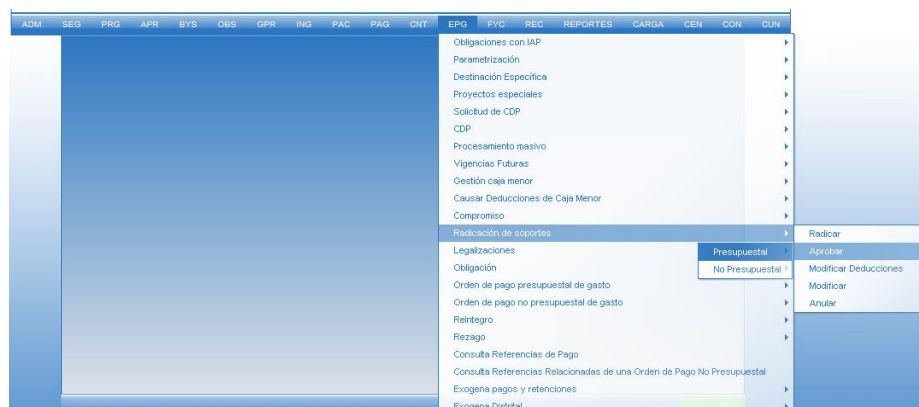 ADM SEG PRG APR BYS OBS GPR ING PAC PAG CNT EPG FYC REC REPORTES CARGA CEN CON CUN
Obligaciones con IAP
Parametrización
Destinación Específica
Proyectos especiales
Solicitud de CDP
CDP
Procesamiento masivo
Vigencias Futuras
Gestión caja menor
Causar Deducciones de Caja Menor
Compromiso
Radicación de soportes
Legalizaciones
Obligación
Orden de pago presupuestal de gasto
Orden de pago no presupuestal de gasto
Reintegro
Rezago
Consulta Referencias de Pago
Consulta Referencias Relacionadas de una Orden de Pago No Presupuestal
Exogena pagos y retenciones
Exogena Distrital
Presupuestal
No Presupuestal
Radicar
Aprobar
Modificar Deducciones
Modificar
Anular